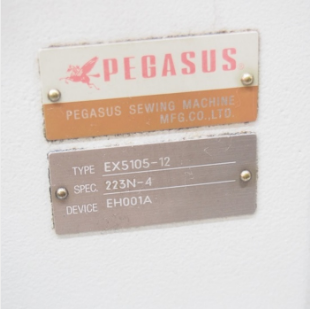 PEGASUS
PEGASUS SEWING MACHINE
MFG.CO.,LTD.
TYPE EX5105-12
SPEC. 223N-4
DEVICE EH001A